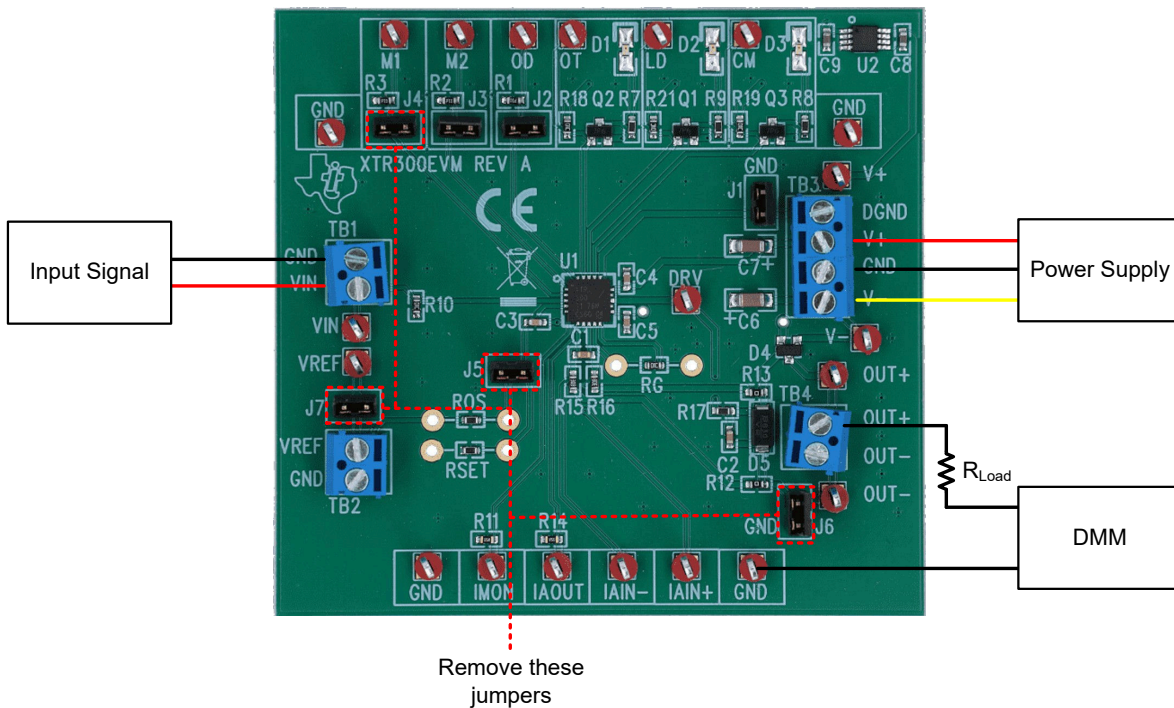 M1
M2
OD
OT
D1
LD
D2
CM
D3
C9
U2
C8
R3
J4
R2
J3
R1
J2
R18
Q2
R7
R21
Q1
R9
R19
Q3
R8
GND
GND
XTR300EVM REV A
GND
J1
TB3
V+
DGND
V+
GND
V-
CE
TB1
GND
VIN
Input Signal
Power Supply
U1
C4
C7+
DRV
R10
C3
C5
+C6
VIN
C1
D4
V-
VREF
J5
R15
R16
RG
R13
OUT+
TB4
J7
ROS
R17
OUT+
VREF
RSET
C2
D5
OUT-
RLoad
GND
TB2
R12
OUT-
R11
R14
GND
J6
DMM
GND
IMON
IAOUT
IAIN-
IAIN+
GND
Remove these
jumpers